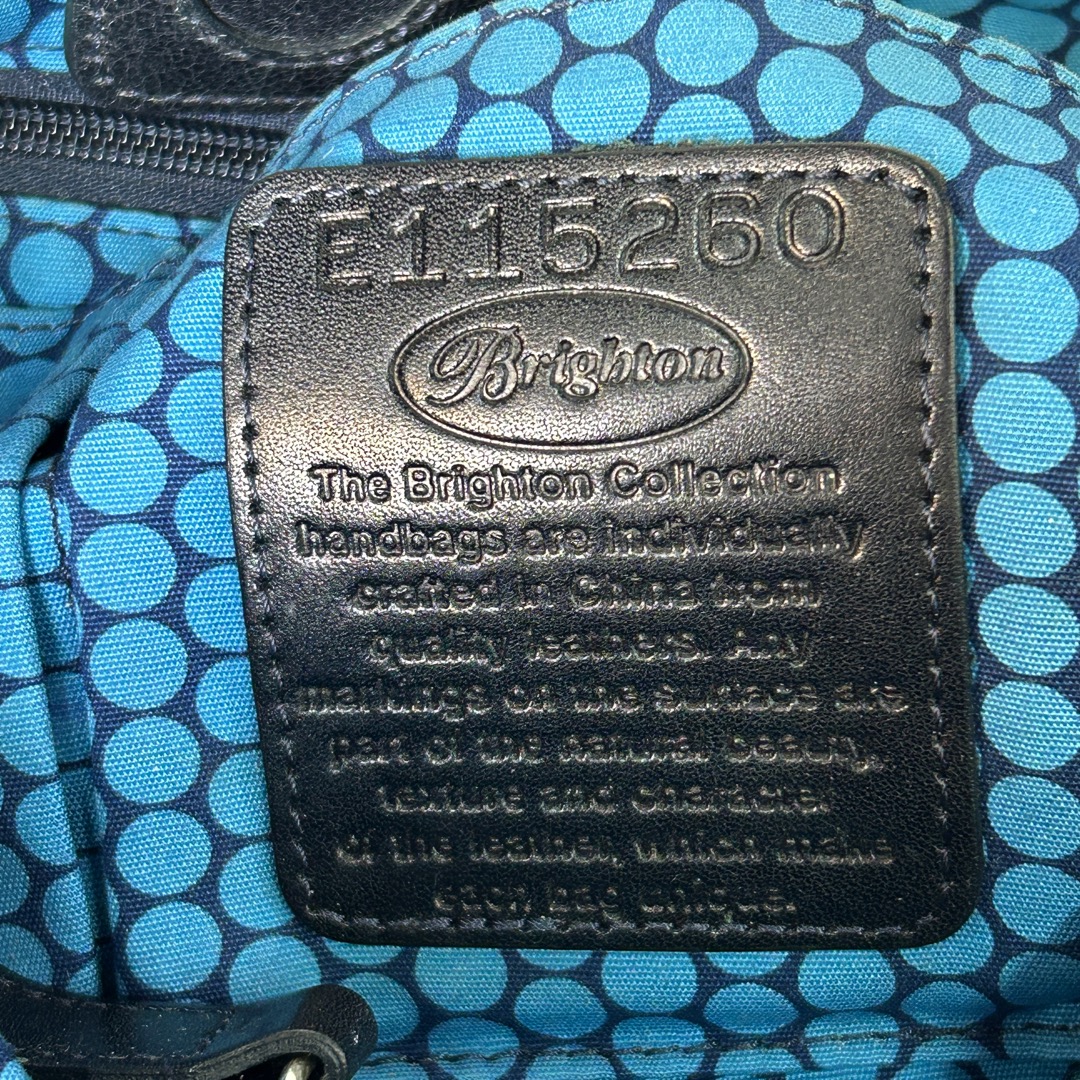 E115260
Brighton
The Brighton Collection
handbags are individually
crafted in China from
quality leathers. Any
markings on the surface are
part of the natural beauty,
texture and character
of the leather, which make
each bag unique.